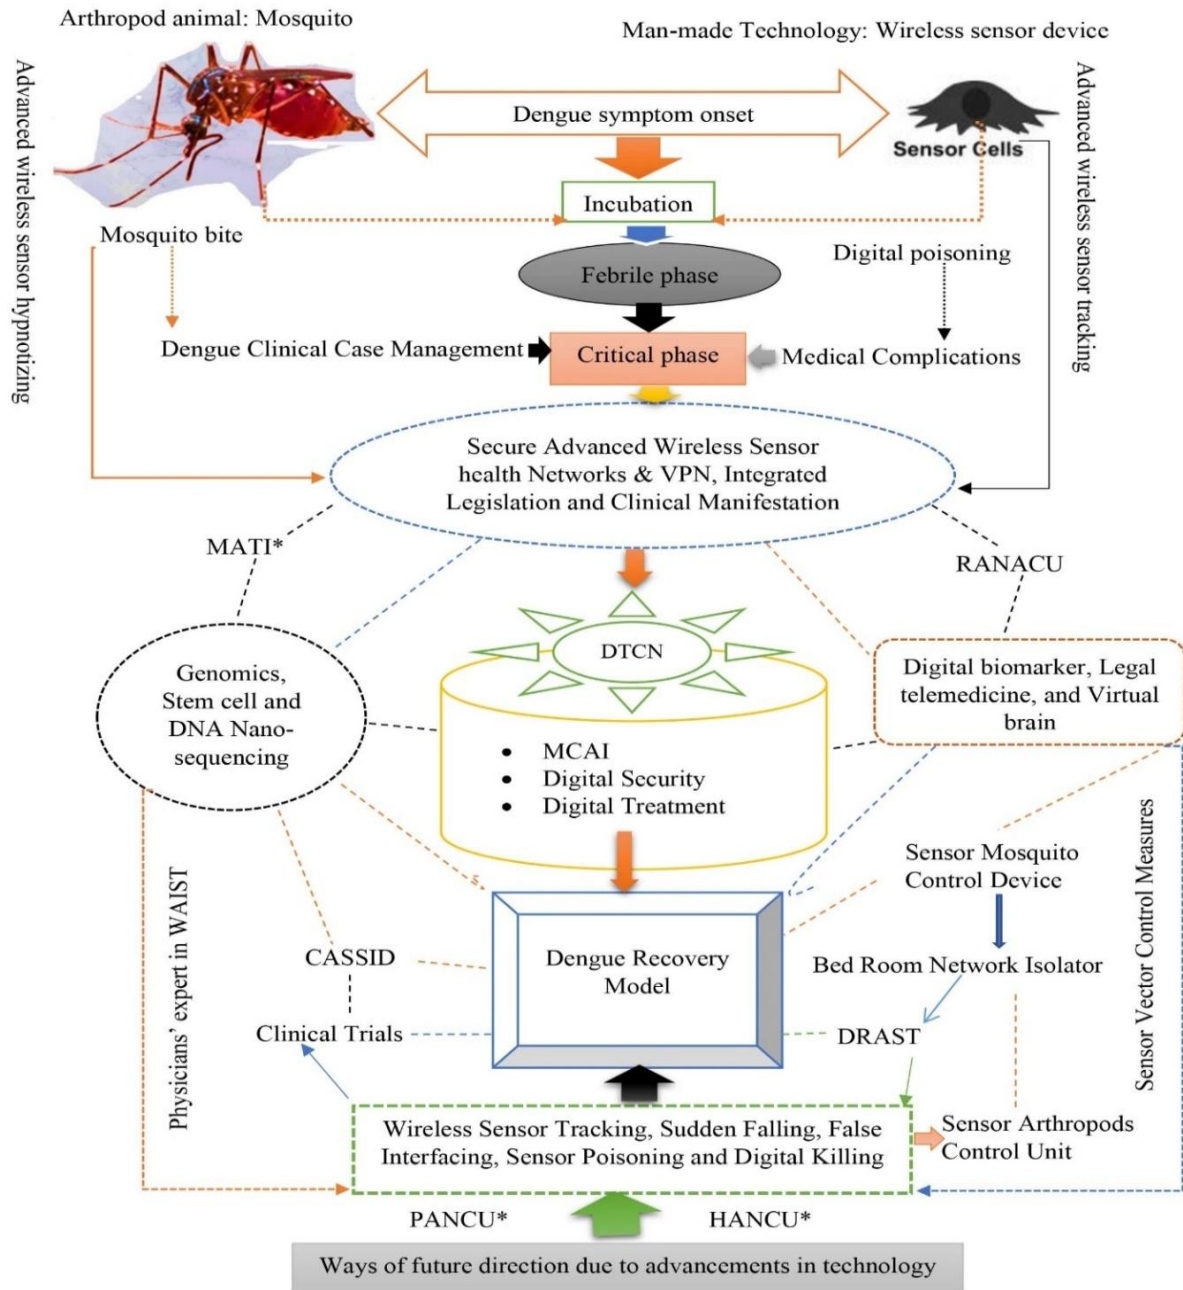 Arthropod animal: Mosquito
Man-made Technology: Wireless sensor device
Advanced wireless sensor hypnotizing
Advanced wireless sensor tracking
Dengue symptom onset
Sensor Cells
Incubation
Mosquito bite
Digital poisoning
Febrile phase
Dengue Clinical Case Management
Critical phase
Medical Complications
Secure Advanced Wireless Sensor
health Networks & VPN, Integrated
Legislation and Clinical Manifestation
MATI*
RANACU
DTCN
Genomics,
Stem cell and
DNA Nano-
sequencing
Digital biomarker, Legal
telemedicine, and Virtual
brain
• MCAI
• Digital Security
• Digital Treatment
Physicians' expert in WAIST
Sensor Vector Control Measures
Sensor Mosquito
Control Device
CASSID
Dengue Recovery
Model
Bed Room Network Isolator
Clinical Trials
DRAST
Wireless Sensor Tracking, Sudden Falling, False
Interfacing, Sensor Poisoning and Digital Killing
Sensor Arthropods
Control Unit
PANCU*
HANCU*
Ways of future direction due to advancements in technology